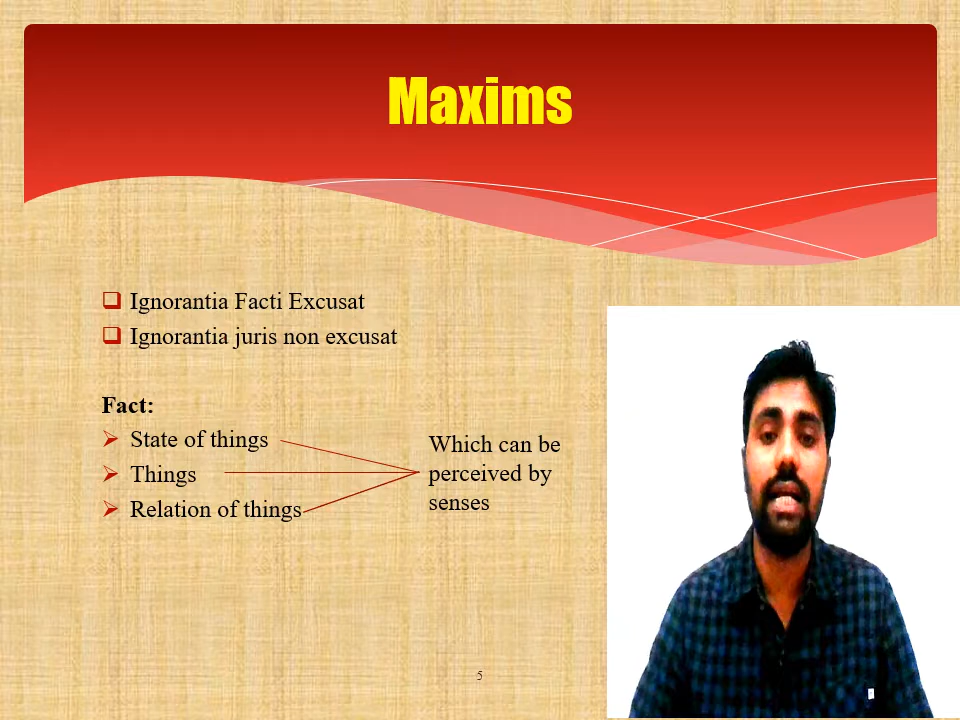 Maxims
Ignorantia Facti Excusat
Ignorantia juris non excusat
Fact:
State of things
Things
Relation of things
Which can be
perceived by
senses
5